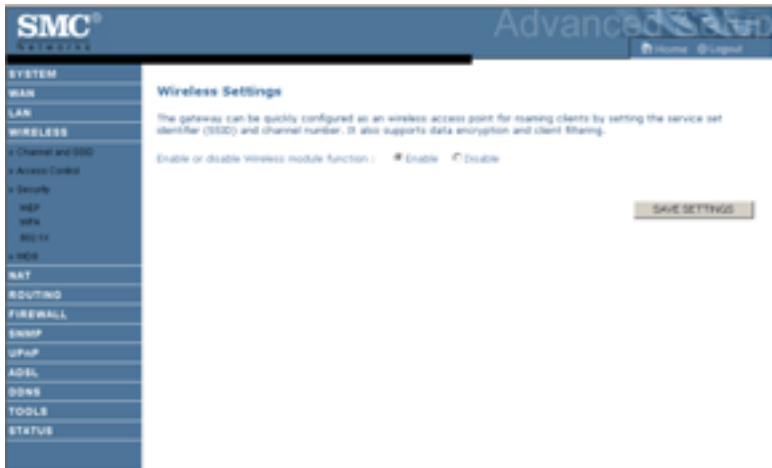 SMC®
Networks
Advanced Setup
Home Logout
SYSTEM
WAN
LAN
WIRELESS
» Channel and SSID
» Access Control
» Security
WEP
WPA
802.1X
» WDS
NAT
ROUTING
FIREWALL
SNMP
UPnP
ADSL
DDNS
TOOLS
STATUS
Wireless Settings
The gateway can be quickly configured as an wireless access point for roaming clients by setting the service set
identifier (SSID) and channel number. It also supports data encryption and client filtering.
Enable or disable Wireless module function : Enable Disable
SAVE SETTINGS